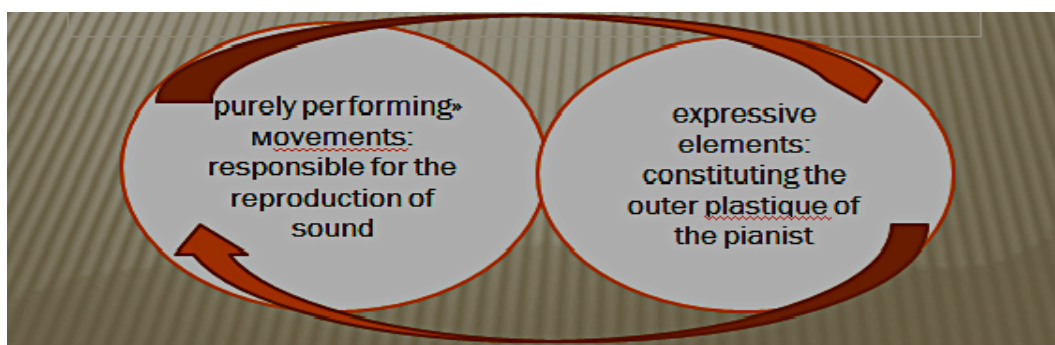 purely performing»
мovements:
responsible for the
reproduction of
sound
expressive
elements:
constituting the
outer plastique of
the pianist